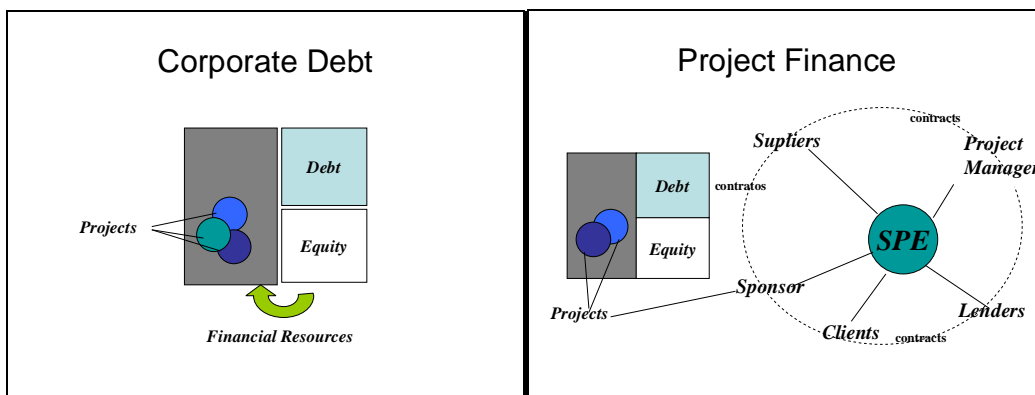 Corporate Debt
Debt
Projects
Equity
Financial Resources
Project Finance
contracts
Supliers
Project
Manager
Debt
contratos
SPE
Equity
Sponsor
Projects
Lenders
Clients
contracts